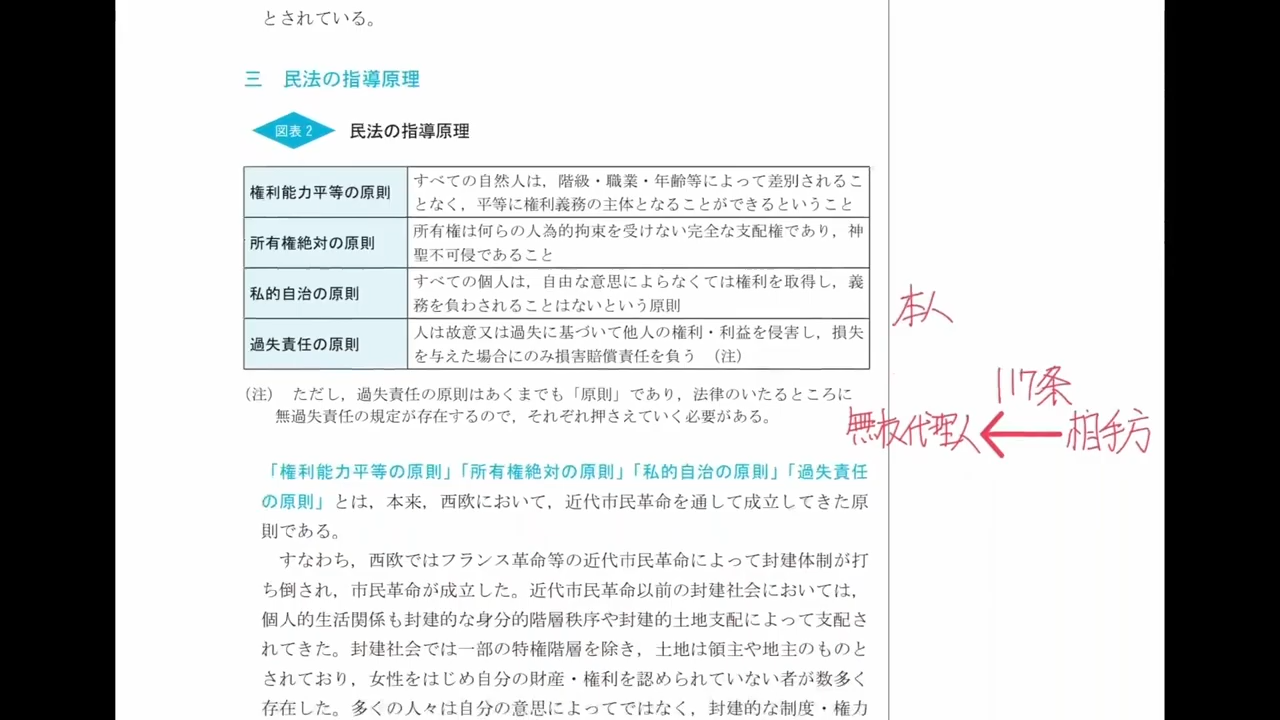 とされている。
三　民法の指導原理
図表2　民法の指導原理
権利能力平等の原則
すべての自然人は，階級・職業・年齢等によって差別されるこ
となく，平等に権利義務の主体となることができるということ
所有権絶対の原則
所有権は何らの人為的拘束を受けない完全な支配権であり，神
聖不可侵であること
私的自治の原則
すべての個人は，自由な意思によらなくては権利を取得し，義
務を負わされることはないという原則
過失責任の原則
人は故意又は過失に基づいて他人の権利・利益を侵害し，損失
を与えた場合にのみ損害賠償責任を負う　（注）
（注）　ただし，過失責任の原則はあくまでも「原則」であり，法律のいたるところに
無過失責任の規定が存在するので，それぞれ押さえていく必要がある。
「権利能力平等の原則」「所有権絶対の原則」「私的自治の原則」「過失責任
の原則」とは，本来，西欧において，近代市民革命を通して成立してきた原
則である。
すなわち，西欧ではフランス革命等の近代市民革命によって封建体制が打
ち倒され，市民革命が成立した。近代市民革命以前の封建社会においては，
個人的生活関係も封建的な身分的階層秩序や封建的土地支配によって支配さ
れてきた。封建社会では一部の特権階層を除き，土地は領主や地主のものと
されており，女性をはじめ自分の財産・権利を認められていない者が数多く
存在した。多くの人々は自分の意思によってではなく，封建的な制度・権力
本人
117条
無权代理人
相手方